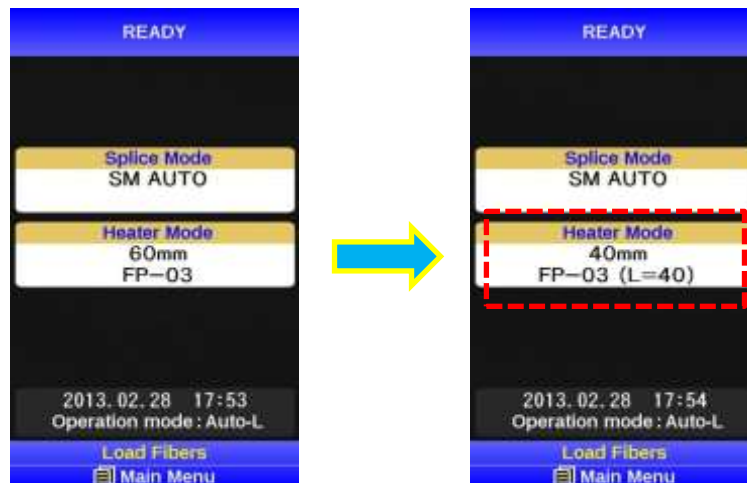 READY
Splice Mode
SM AUTO
Heater Mode
60mm
FP-03
2013.02.28 17:53
Operation mode:Auto-L
Load Fibers
Main Menu
READY
Splice Mode
SM AUTO
Heater Mode
40mm
FP-03 (L=40)
2013.02.28 17:54
Operation mode:Auto-L
Load Fibers
Main Menu